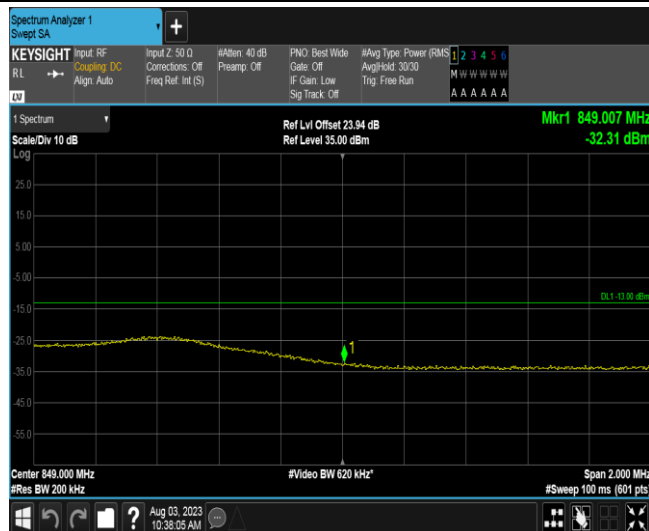 Spectrum Analyzer 1
Swept SA
+
KEYSIGHT
RL
LXI
Input: RF
Coupling: DC
Align: Auto
Input Z: 50 Ω
Corrections: Off
Freq Ref: Int (S)
#Atten: 40 dB
Preamp: Off
PNO: Best Wide
Gate: Off
IF Gain: Low
Sig Track: Off
#Avg Type: Power (RMS
Avg|Hold: 30/30
Trig: Free Run
1 2 3 4 5 6
M W W W W W
A A A A A A
1 Spectrum
Scale/Div 10 dB
Ref Lvl Offset 23.94 dB
Ref Level 35.00 dBm
Mkr1 849.007 MHz
-32.31 dBm
Log
25.0
15.0
5.00
-5.00
DL1 -13.00 dBm
-15.0
-25.0
1
-35.0
-45.0
-55.0
Center 849.000 MHz
#Video BW 620 kHz*
Span 2.000 MHz
#Res BW 200 kHz
#Sweep 100 ms (601 pts)
?
Aug 03, 2023
10:38:05 AM